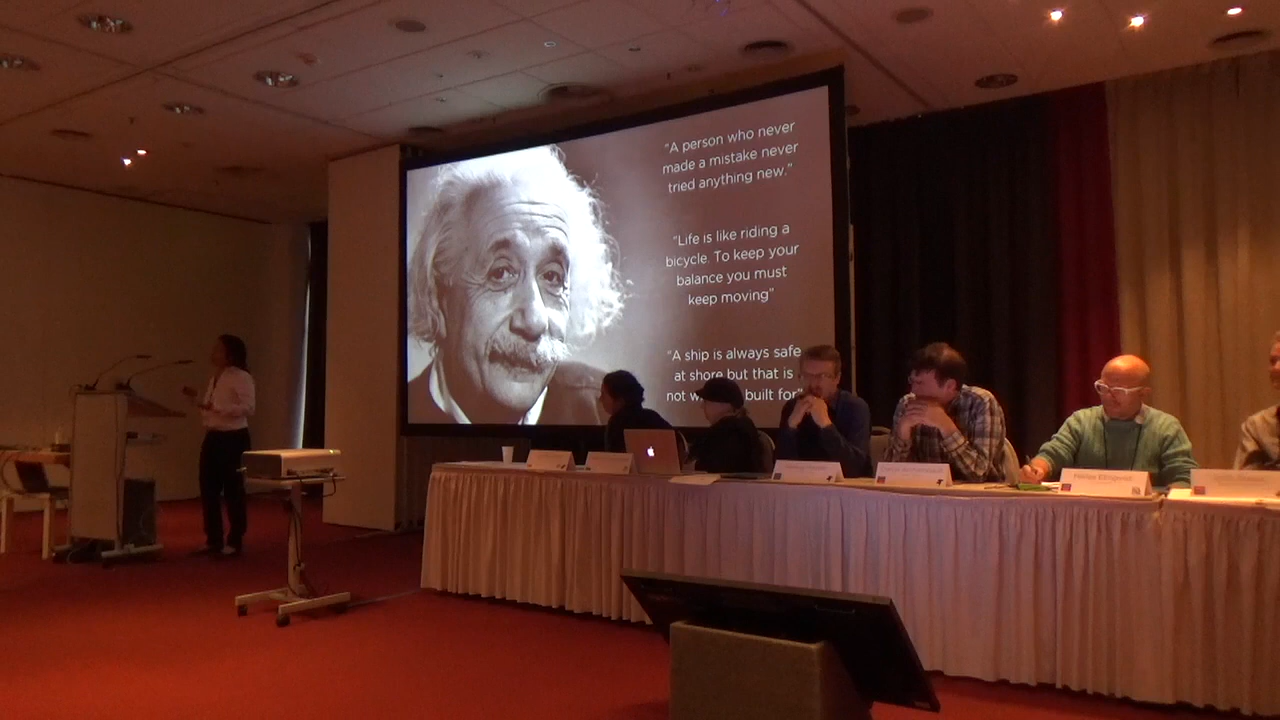 "A person who never
made a mistake never
tried anything new."
"Life is like riding a
bicycle. To keep your
balance you must
keep moving"
"A ship is always safe
at shore but that is
not built for"